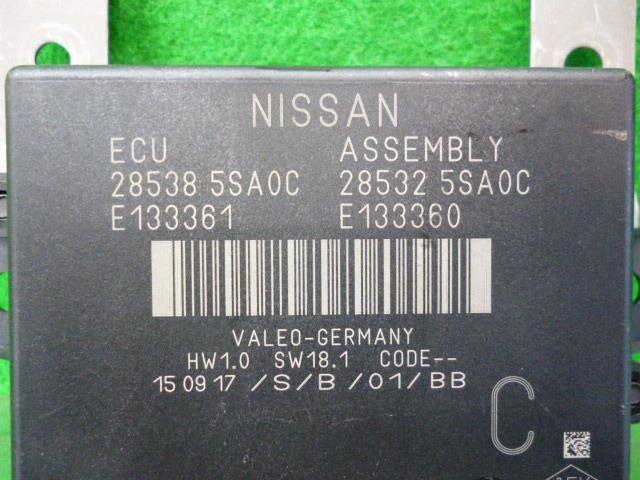 NISSAN
ECU ASSEMBLY
28538 5SA0C 28532 5SA0C
E133361 E133360
VALEO-GERMANY
HW1.0 SW18.1 CODE--
15 09 17 /S/B/01/BB
C